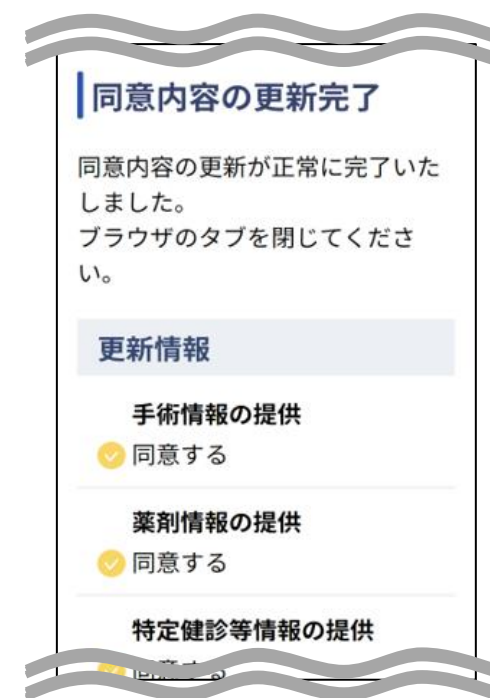 同意内容の更新完了
同意内容の更新が正常に完了いた
しました。
ブラウザのタブを閉じてくださ
い。
更新情報
手術情報の提供
同意する
薬剤情報の提供
同意する
特定健診等情報の提供
同意する